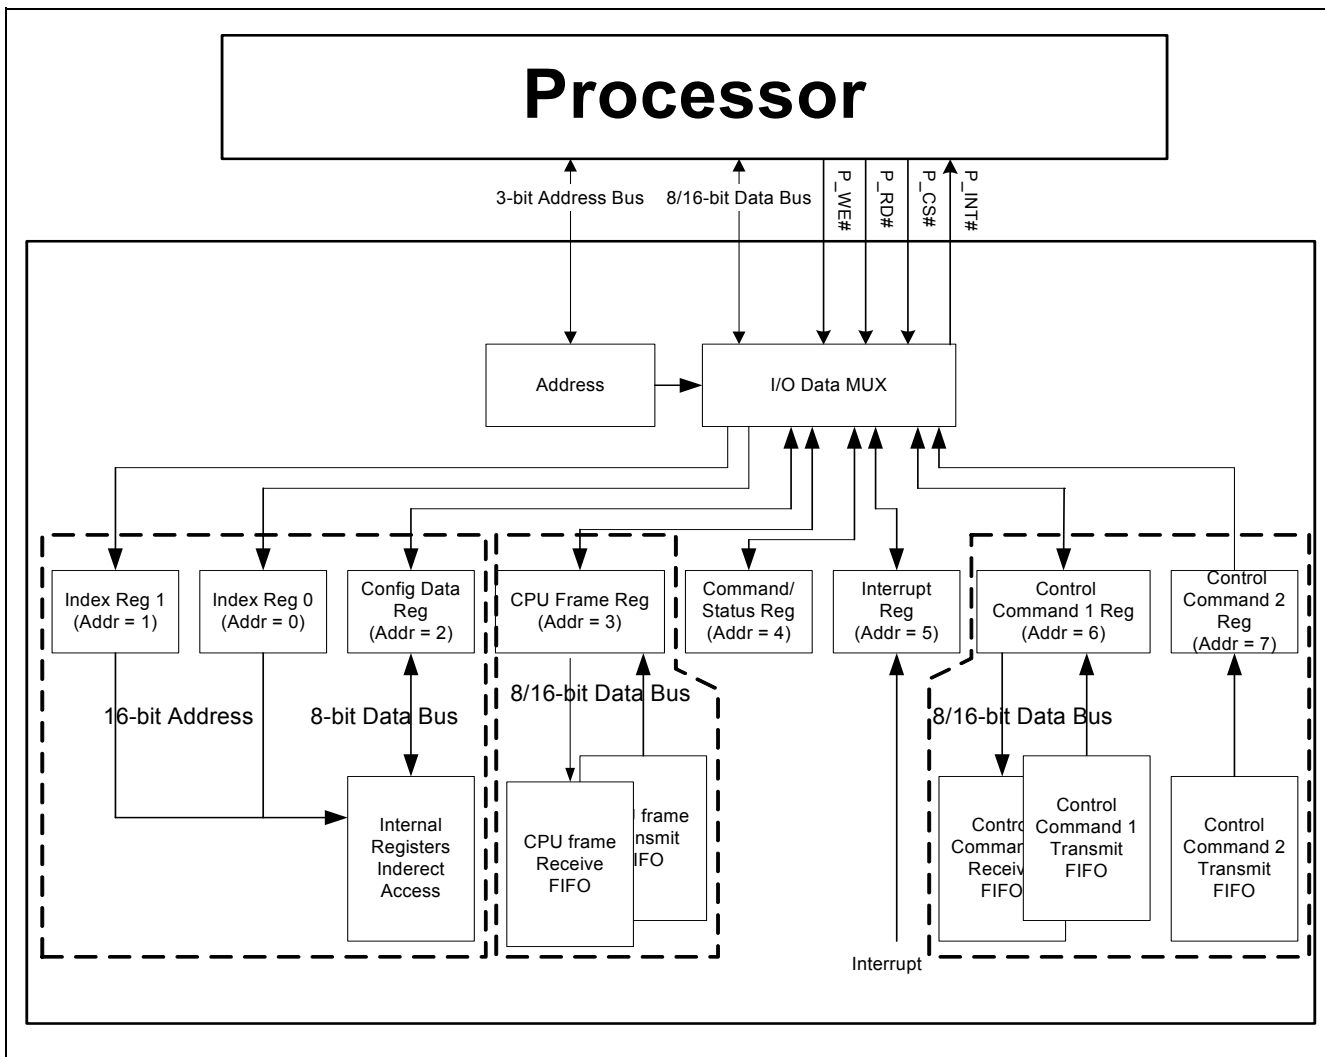 Processor
3-bit Address Bus
8/16-bit Data Bus
P_WE#
P_RD#
P_CS#
P_INT#
Address
I/O Data MUX
Index Reg 1
(Addr = 1)
Index Reg 0
(Addr = 0)
Config Data
Reg
(Addr = 2)
CPU Frame Reg
(Addr = 3)
Command/
Status Reg
(Addr = 4)
Interrupt
Reg
(Addr = 5)
Control
Command 1 Reg
(Addr = 6)
Control
Command 2
Reg
(Addr = 7)
16-bit Address
8-bit Data Bus
8/16-bit Data Bus
8/16-bit Data Bus
Internal
Registers
Inderect
Access
CPU frame
Receive
FIFO
frame
Control
Command 1
Transmit
FIFO
FIFO
Control
Command 2
Transmit
FIFO
Interrupt